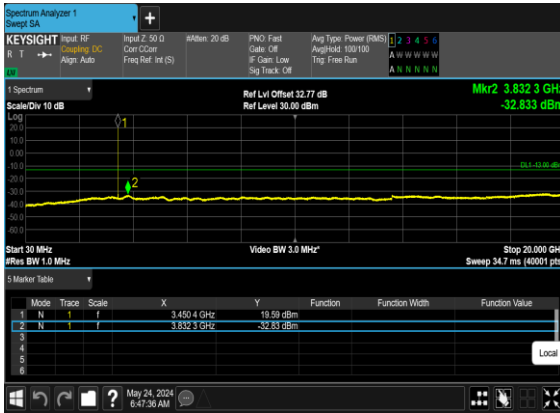 Spectrum Analyzer 1
Swept SA
+
KEYSIGHT Input: RF Input Z: 50 Ω #Atten: 20 dB PNO: Fast Avg Type: Power (RMS) 1 2 3 4 5 6
R T Coupling: DC Corr CCorr Gate: Off Avg|Hold: 100/100 A W W W W W
Align: Auto Freq Ref: Int (S) IF Gain: Low Trig: Free Run
Sig Track: Off A N N N N N
1 Spectrum Ref Lvl Offset 32.77 dB Mkr2 3.832 3 GHz
Scale/Div 10 dB Ref Level 30.00 dBm -32.833 dBm
Log
20.0
10.0
0.00
-10.0
-20.0
-30.0
-40.0
-50.0
-60.0
1
2
DL1 -13.00 dBm
Start 30 MHz Video BW 3.0 MHz* Stop 20.000 GH
#Res BW 1.0 MHz Sweep 34.7 ms (40001 pts
5 Marker Table
Mode Trace Scale X Y Function Function Width Function Value
1 N 1 f 3.450 4 GHz 19.59 dBm
2 N 1 f 3.832 3 GHz -32.83 dBm
3
4
5
6
Local
? May 24, 2024
6:47:36 AM